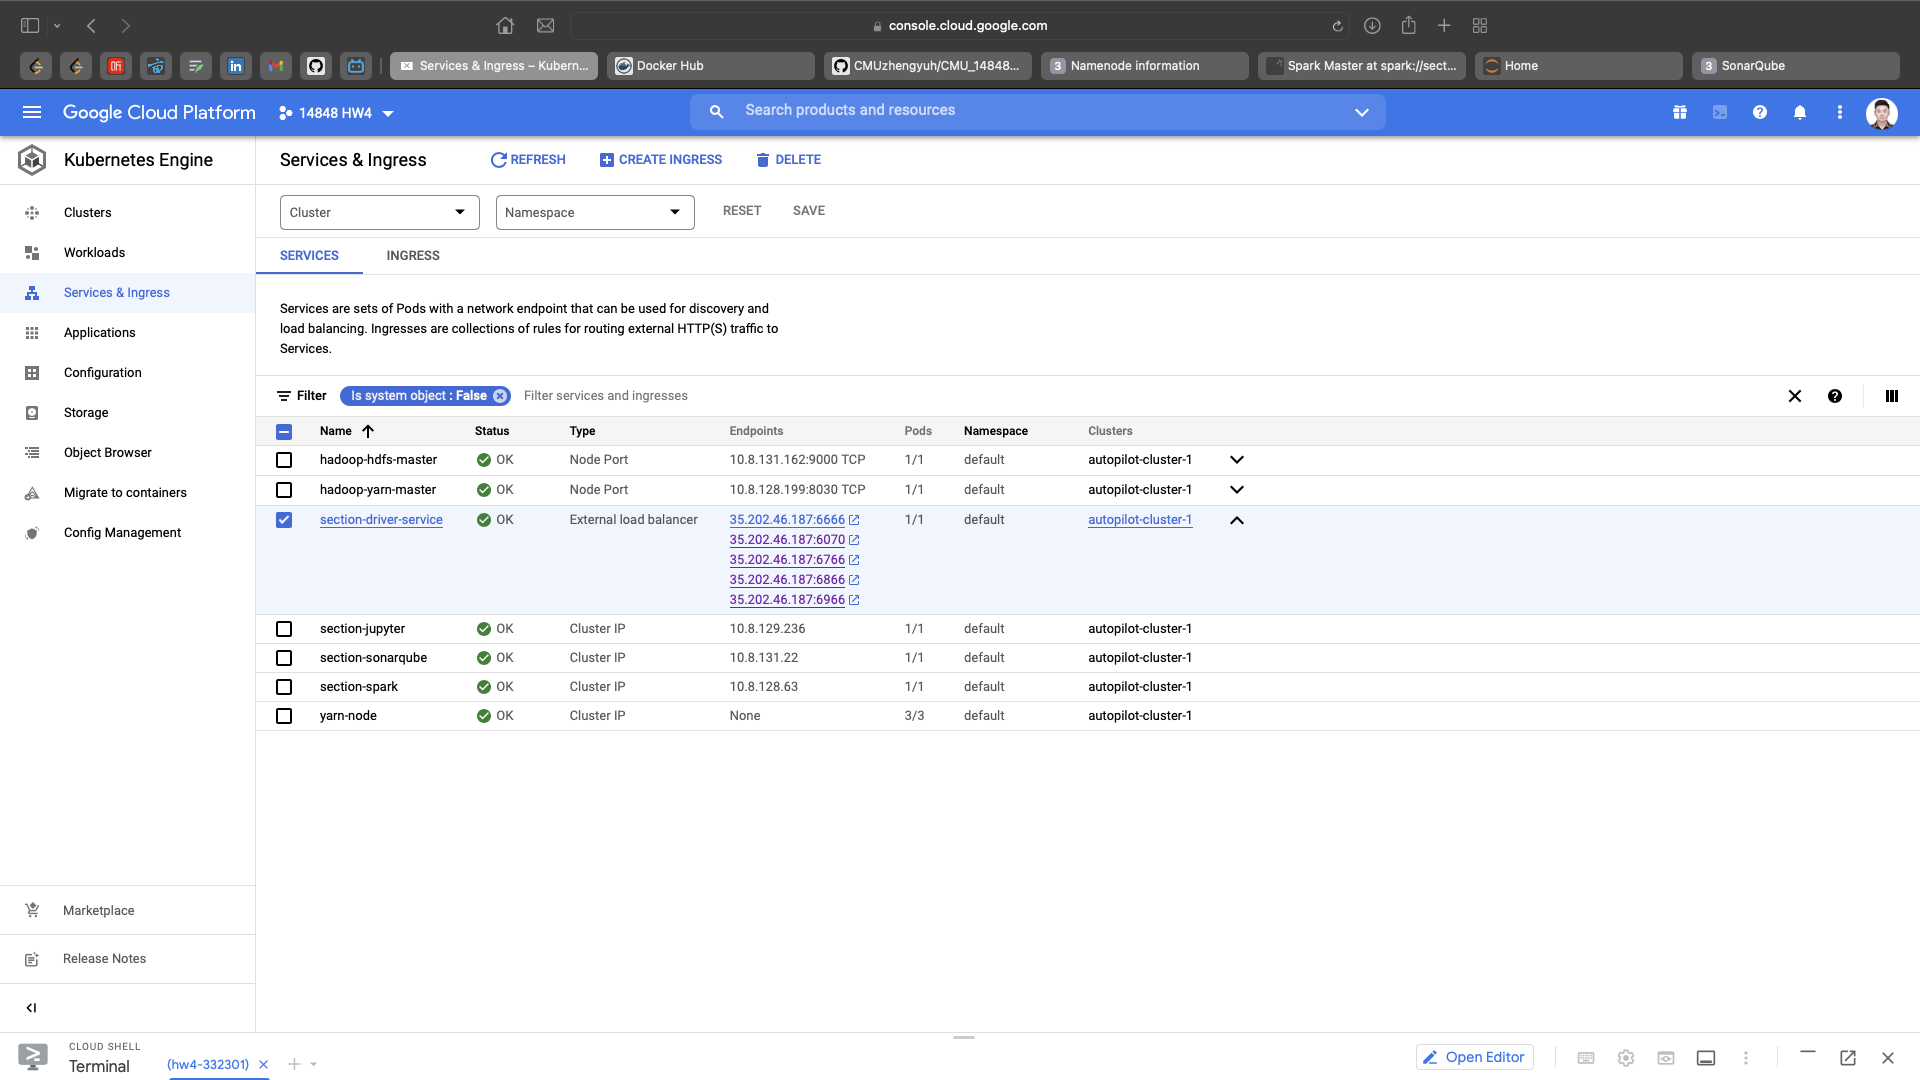 console.cloud.google.com
Services & Ingress – Kubern...
Docker Hub
CMUzhengyuh/CMU_14848...
3 Namenode information
Spark Master at spark://sect...
Home
3 SonarQube
Google Cloud Platform
14848 HW4
Search products and resources
Kubernetes Engine
Services & Ingress
REFRESH
CREATE INGRESS
DELETE
Clusters
Workloads
Services & Ingress
Applications
Configuration
Storage
Object Browser
Migrate to containers
Config Management
Marketplace
Release Notes
Cluster
Namespace
RESET
SAVE
SERVICES
INGRESS
Services are sets of Pods with a network endpoint that can be used for discovery and
load balancing. Ingresses are collections of rules for routing external HTTP(S) traffic to
Services.
Filter
Is system object : False
Filter services and ingresses
Name Status Type Endpoints Pods Namespace Clusters
hadoop-hdfs-master OK Node Port 10.8.131.162:9000 TCP 1/1 default autopilot-cluster-1
hadoop-yarn-master OK Node Port 10.8.128.199:8030 TCP 1/1 default autopilot-cluster-1
section-driver-service OK External load balancer 35.202.46.187:6666 1/1 default autopilot-cluster-1
35.202.46.187:6070
35.202.46.187:6766
35.202.46.187:6866
35.202.46.187:6966
section-jupyter OK Cluster IP 10.8.129.236 1/1 default autopilot-cluster-1
section-sonarqube OK Cluster IP 10.8.131.22 1/1 default autopilot-cluster-1
section-spark OK Cluster IP 10.8.128.63 1/1 default autopilot-cluster-1
yarn-node OK Cluster IP None 3/3 default autopilot-cluster-1
CLOUD SHELL
Terminal
(hw4-332301)
Open Editor